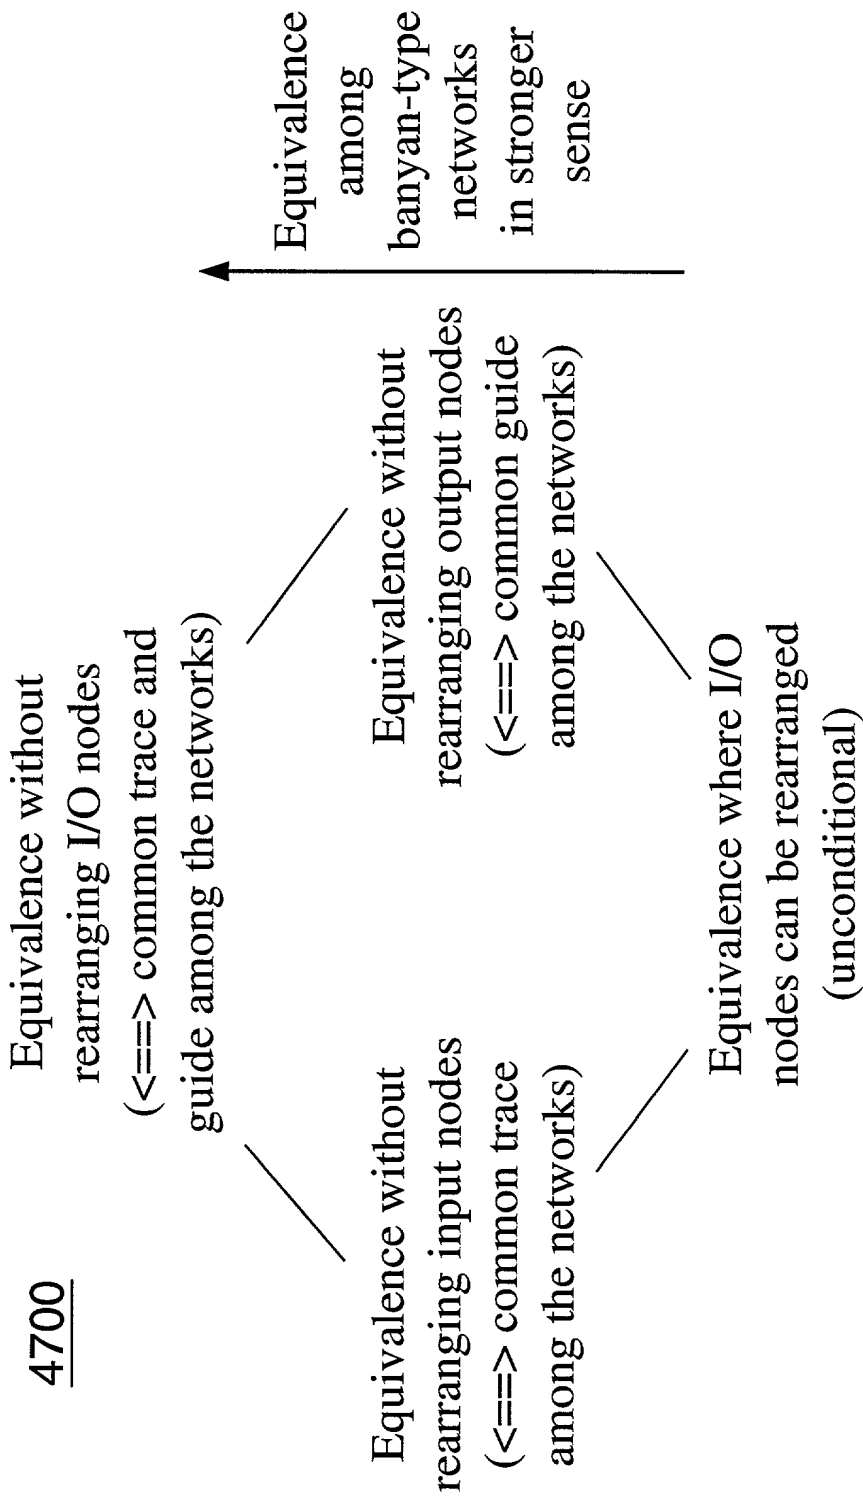 4700
Equivalence without
rearranging I/O nodes
(<==> common trace and
guide among the networks)
Equivalence without
rearranging input nodes
(<==> common trace
among the networks)
Equivalence without
rearranging output nodes
(<==> common guide
among the networks)
Equivalence where I/O
nodes can be rearranged
(unconditional)
Equivalence
among
banyan-type
networks
in stronger
sense